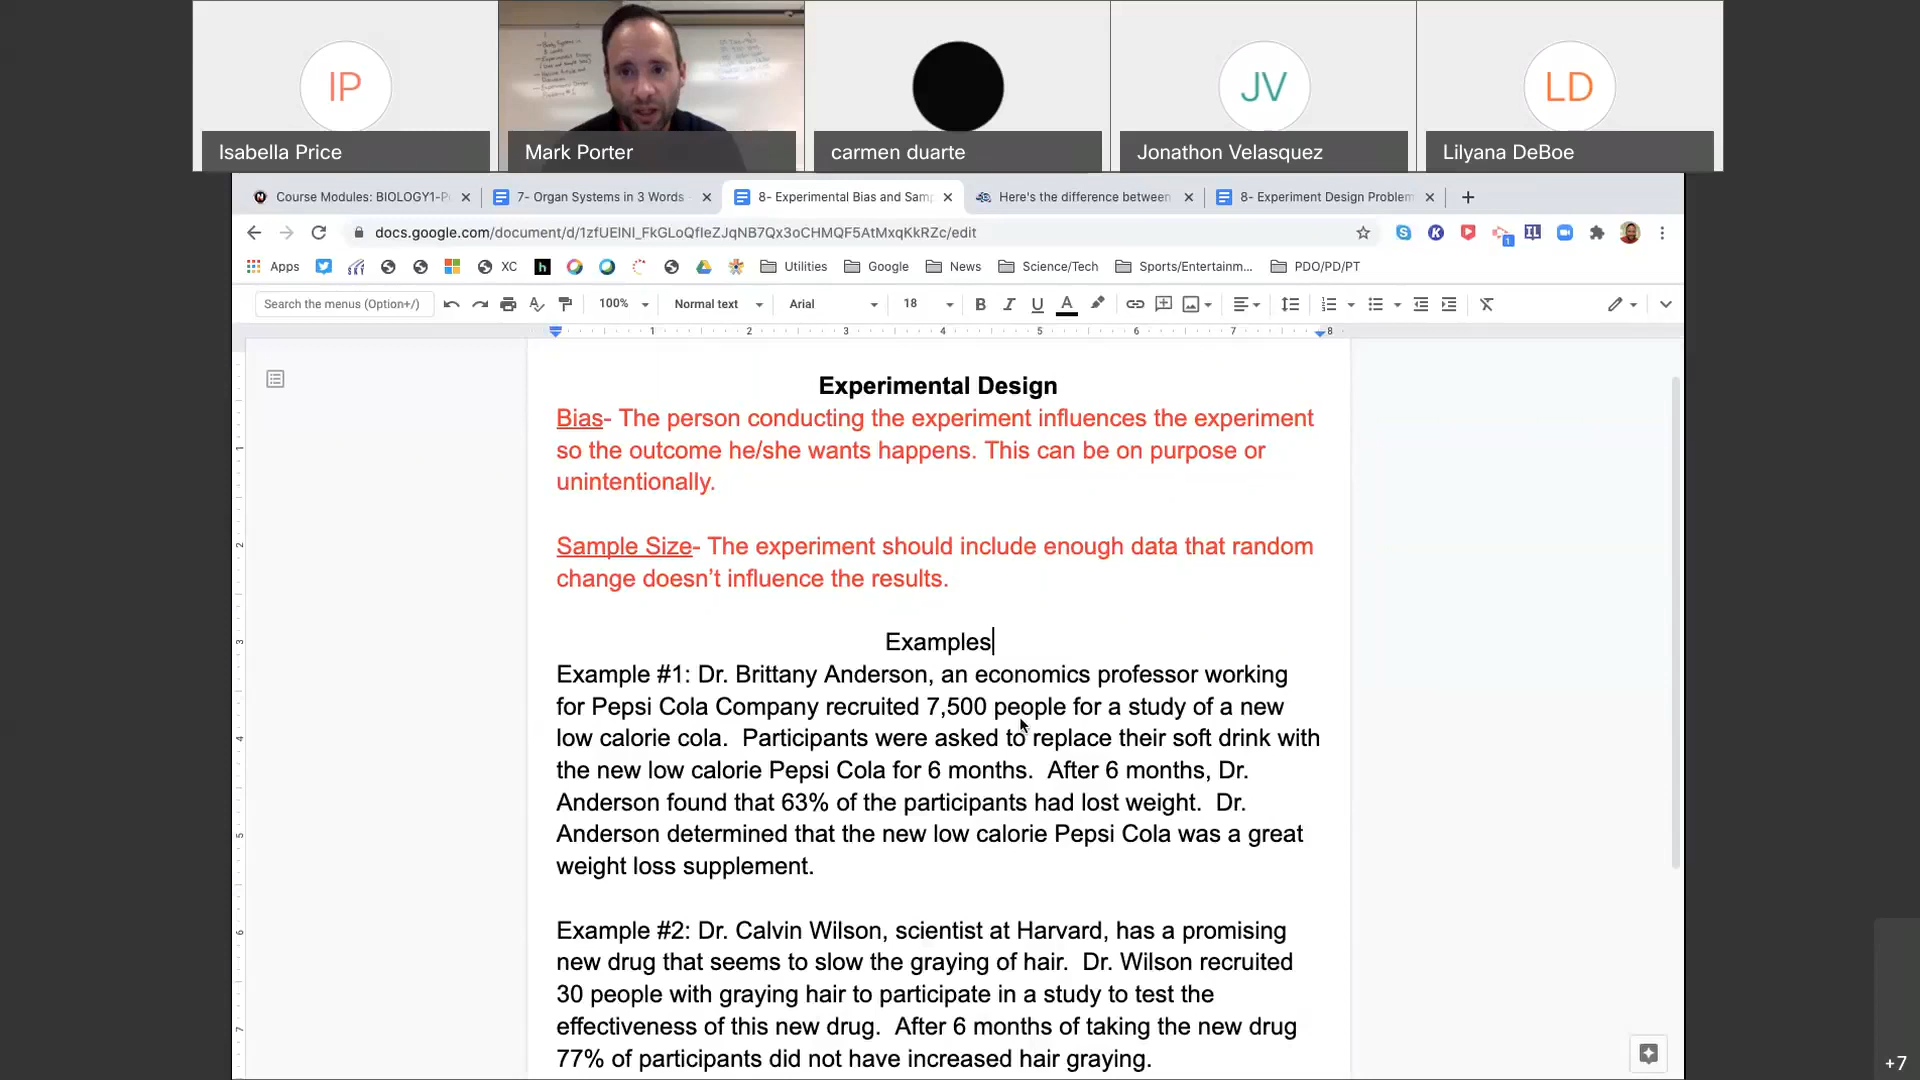 IP
JV
LD
Isabella Price
Mark Porter
carmen duarte
Jonathon Velasquez
Lilyana DeBoe
Course Modules: BIOLOGY1-P
7- Organ Systems in 3 Words
8- Experimental Bias and Samp
Here's the difference between
8- Experiment Design Problem
Apps
XC
Utilities
Google
News
Science/Tech
Sports/Entertainm...
PDO/PD/PT
Search the menus (Option+/)
100%
Normal text
Arial
18
1 2 3 4 5 6 7 8
Experimental Design
Bias- The person conducting the experiment influences the experiment
so the outcome he/she wants happens. This can be on purpose or
unintentionally.
Sample Size- The experiment should include enough data that random
change doesn’t influence the results.
Examples
Example #1: Dr. Brittany Anderson, an economics professor working
for Pepsi Cola Company recruited 7,500 people for a study of a new
low calorie cola. Participants were asked to replace their soft drink with
the new low calorie Pepsi Cola for 6 months. After 6 months, Dr.
Anderson found that 63% of the participants had lost weight. Dr.
Anderson determined that the new low calorie Pepsi Cola was a great
weight loss supplement.
Example #2: Dr. Calvin Wilson, scientist at Harvard, has a promising
new drug that seems to slow the graying of hair. Dr. Wilson recruited
30 people with graying hair to participate in a study to test the
effectiveness of this new drug. After 6 months of taking the new drug
77% of participants did not have increased hair graying.
+7